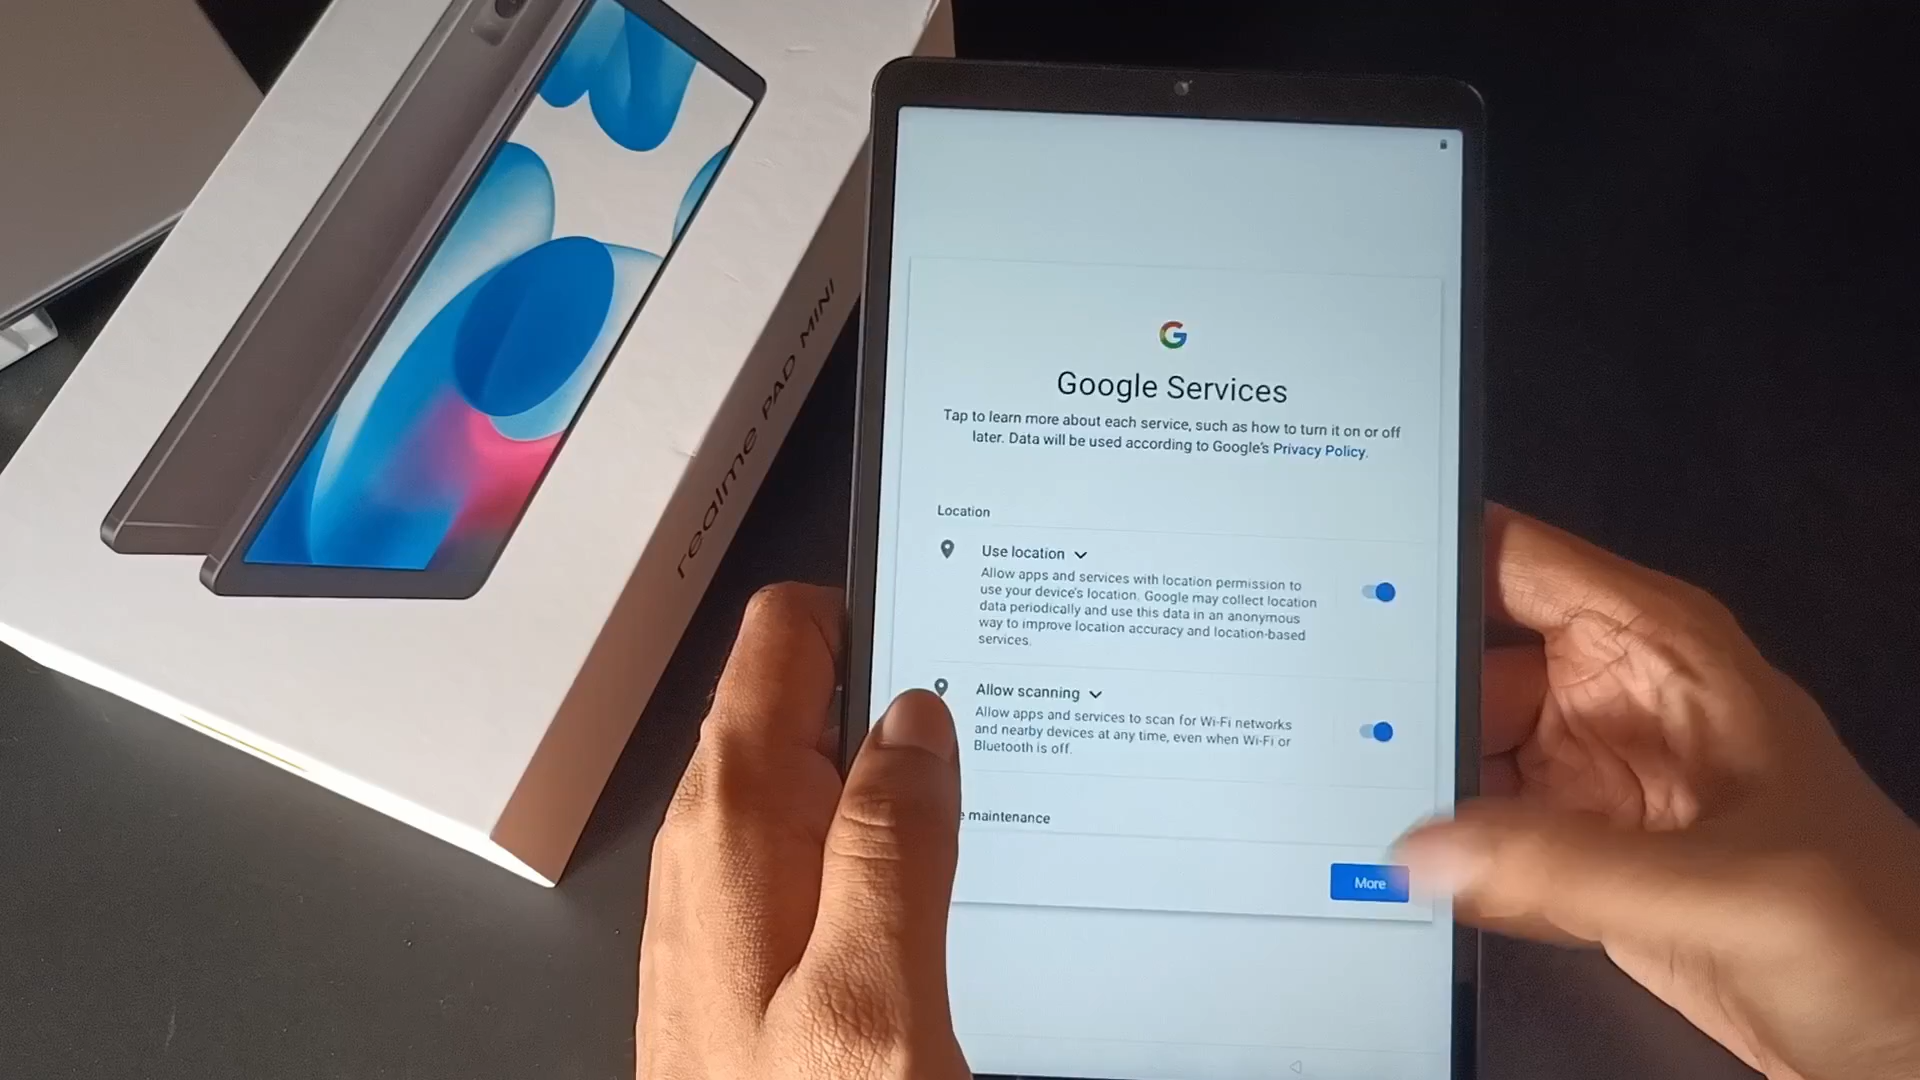 realme PAD MINI
Google Services
Tap to learn more about each service, such as how to turn it on or off
later. Data will be used according to Google's Privacy Policy.
Location
Use location
Allow apps and services with location permission to
use your device's location. Google may collect location
data periodically and use this data in an anonymous
way to improve location accuracy and location-based
services.
Allow scanning
Allow apps and services to scan for Wi-Fi networks
and nearby devices at any time, even when Wi-Fi or
Bluetooth is off.
e maintenance
More